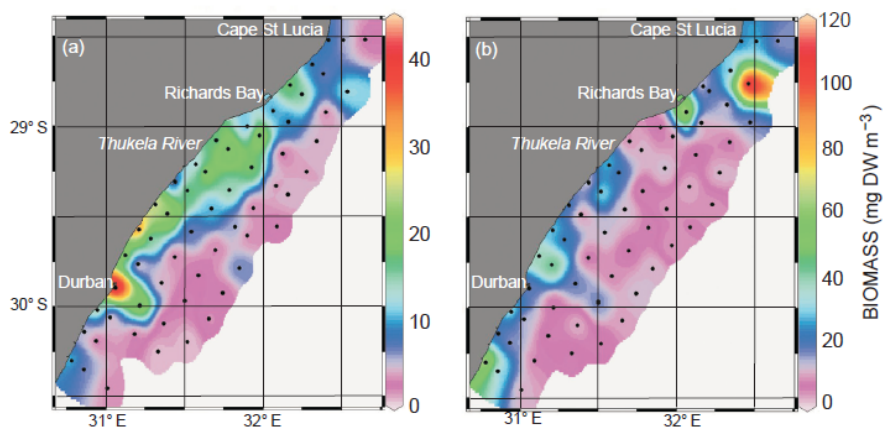 (a)
Cape St Lucia
Richards Bay
Thukela River
Durban
29° S
30° S
31° E
32° E
40
30
20
10
0
(b)
Cape St Lucia
Richards Bay
Thukela River
Durban
31° E
32° E
120
100
80
60
40
20
0
BIOMASS (mg DW m⁻³)